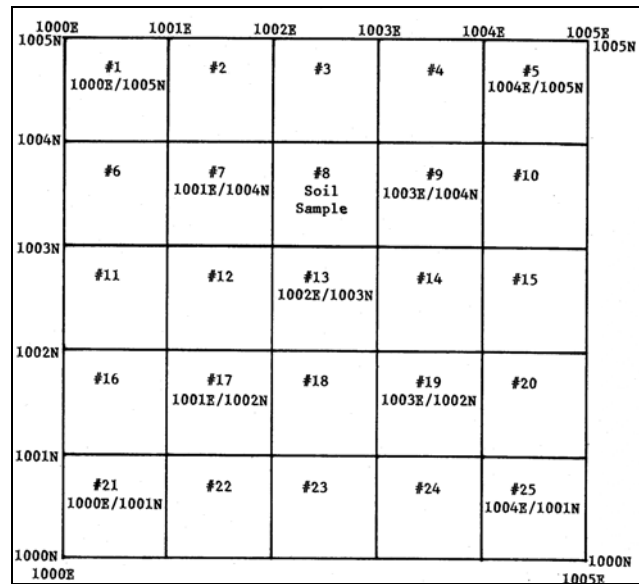 1000E 1001E 1002E 1003E 1004E 1005E
1005N 1005N
#1 #2 #3 #4 #5
1000E/1005N 1004E/1005N
1004N
#6 #7 #8 #9 #10
1001E/1004N Soil 1003E/1004N
Sample
1003N
#11 #12 #13 #14 #15
1002E/1003N
1002N
#16 #17 #18 #19 #20
1001E/1002N 1003E/1002N
1001N
#21 #22 #23 #24 #25
1000E/1001N 1004E/1001N
1000N 1000N
1000E 1005E